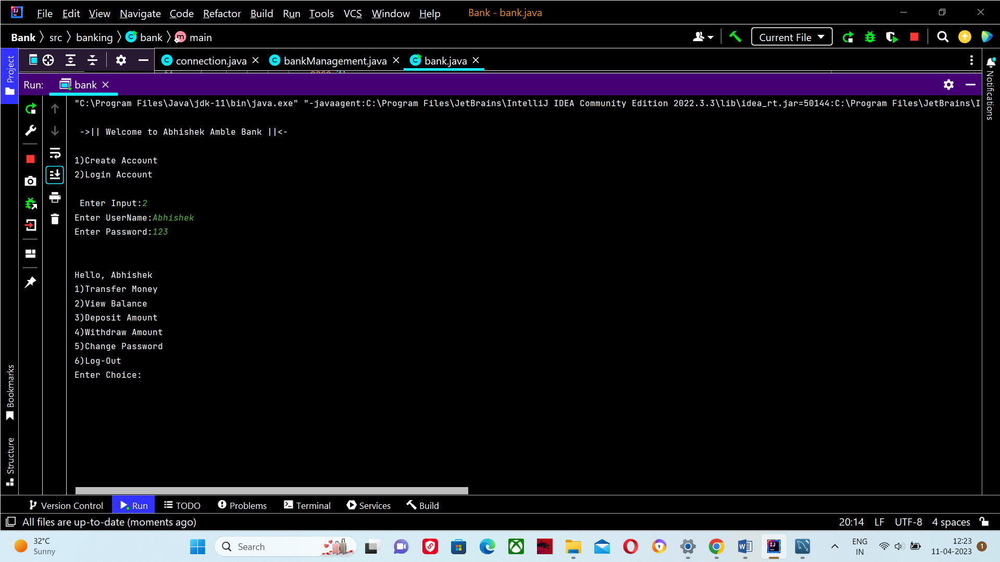 File Edit View Navigate Code Refactor Build Run Tools VCS Window Help Bank - bank.java
Bank src banking bank main Current File
Project connection.java bankManagement.java bank.java
Run: bank
Notifications
"C:\Program Files\Java\jdk-11\bin\java.exe" "-javaagent:C:\Program Files\JetBrains\IntelliJ IDEA Community Edition 2022.3.3\lib\idea_rt.jar=50144:C:\Program Files\JetBrains\I
->|| Welcome to Abhishek Amble Bank ||<-
1)Create Account
2)Login Account
Enter Input:2
Enter UserName:Abhishek
Enter Password:123
Hello, Abhishek
1)Transfer Money
2)View Balance
3)Deposit Amount
4)Withdraw Amount
5)Change Password
6)Log-Out
Enter Choice:
Bookmarks
Structure
Version Control Run TODO Problems Terminal Services Build
All files are up-to-date (moments ago) 20:14 LF UTF-8 4 spaces
32°C
Sunny
Search
ENG
IN
12:23
11-04-2023
1